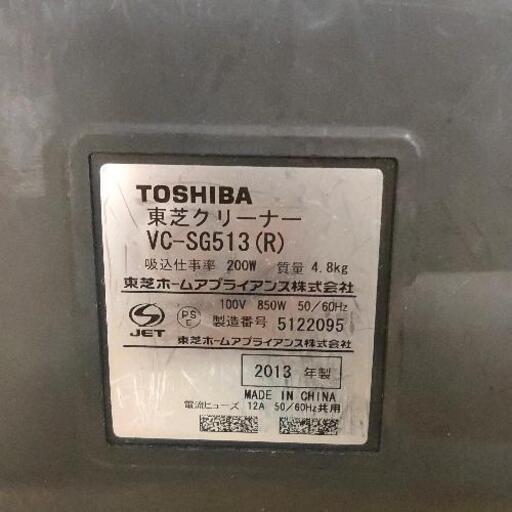 TOSHIBA
東芝クリーナー
VC-SG513(R)
吸込仕事率 200W 質量 4.8kg
東芝ホームアプライアンス株式会社
100V 850W 50/60Hz
S JET PS E 製造番号 5122095
東芝ホームアプライアンス株式会社
2013 年製
MADE IN CHINA
電流ヒューズ 12A 50/60Hz共用